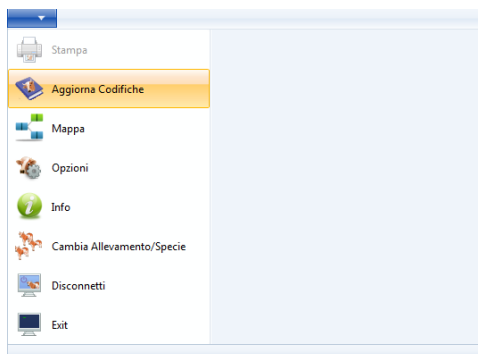 Stampa
Aggiorna Codifiche
Mappa
Opzioni
Info
Cambia Allevamento/Specie
Disconnetti
Exit